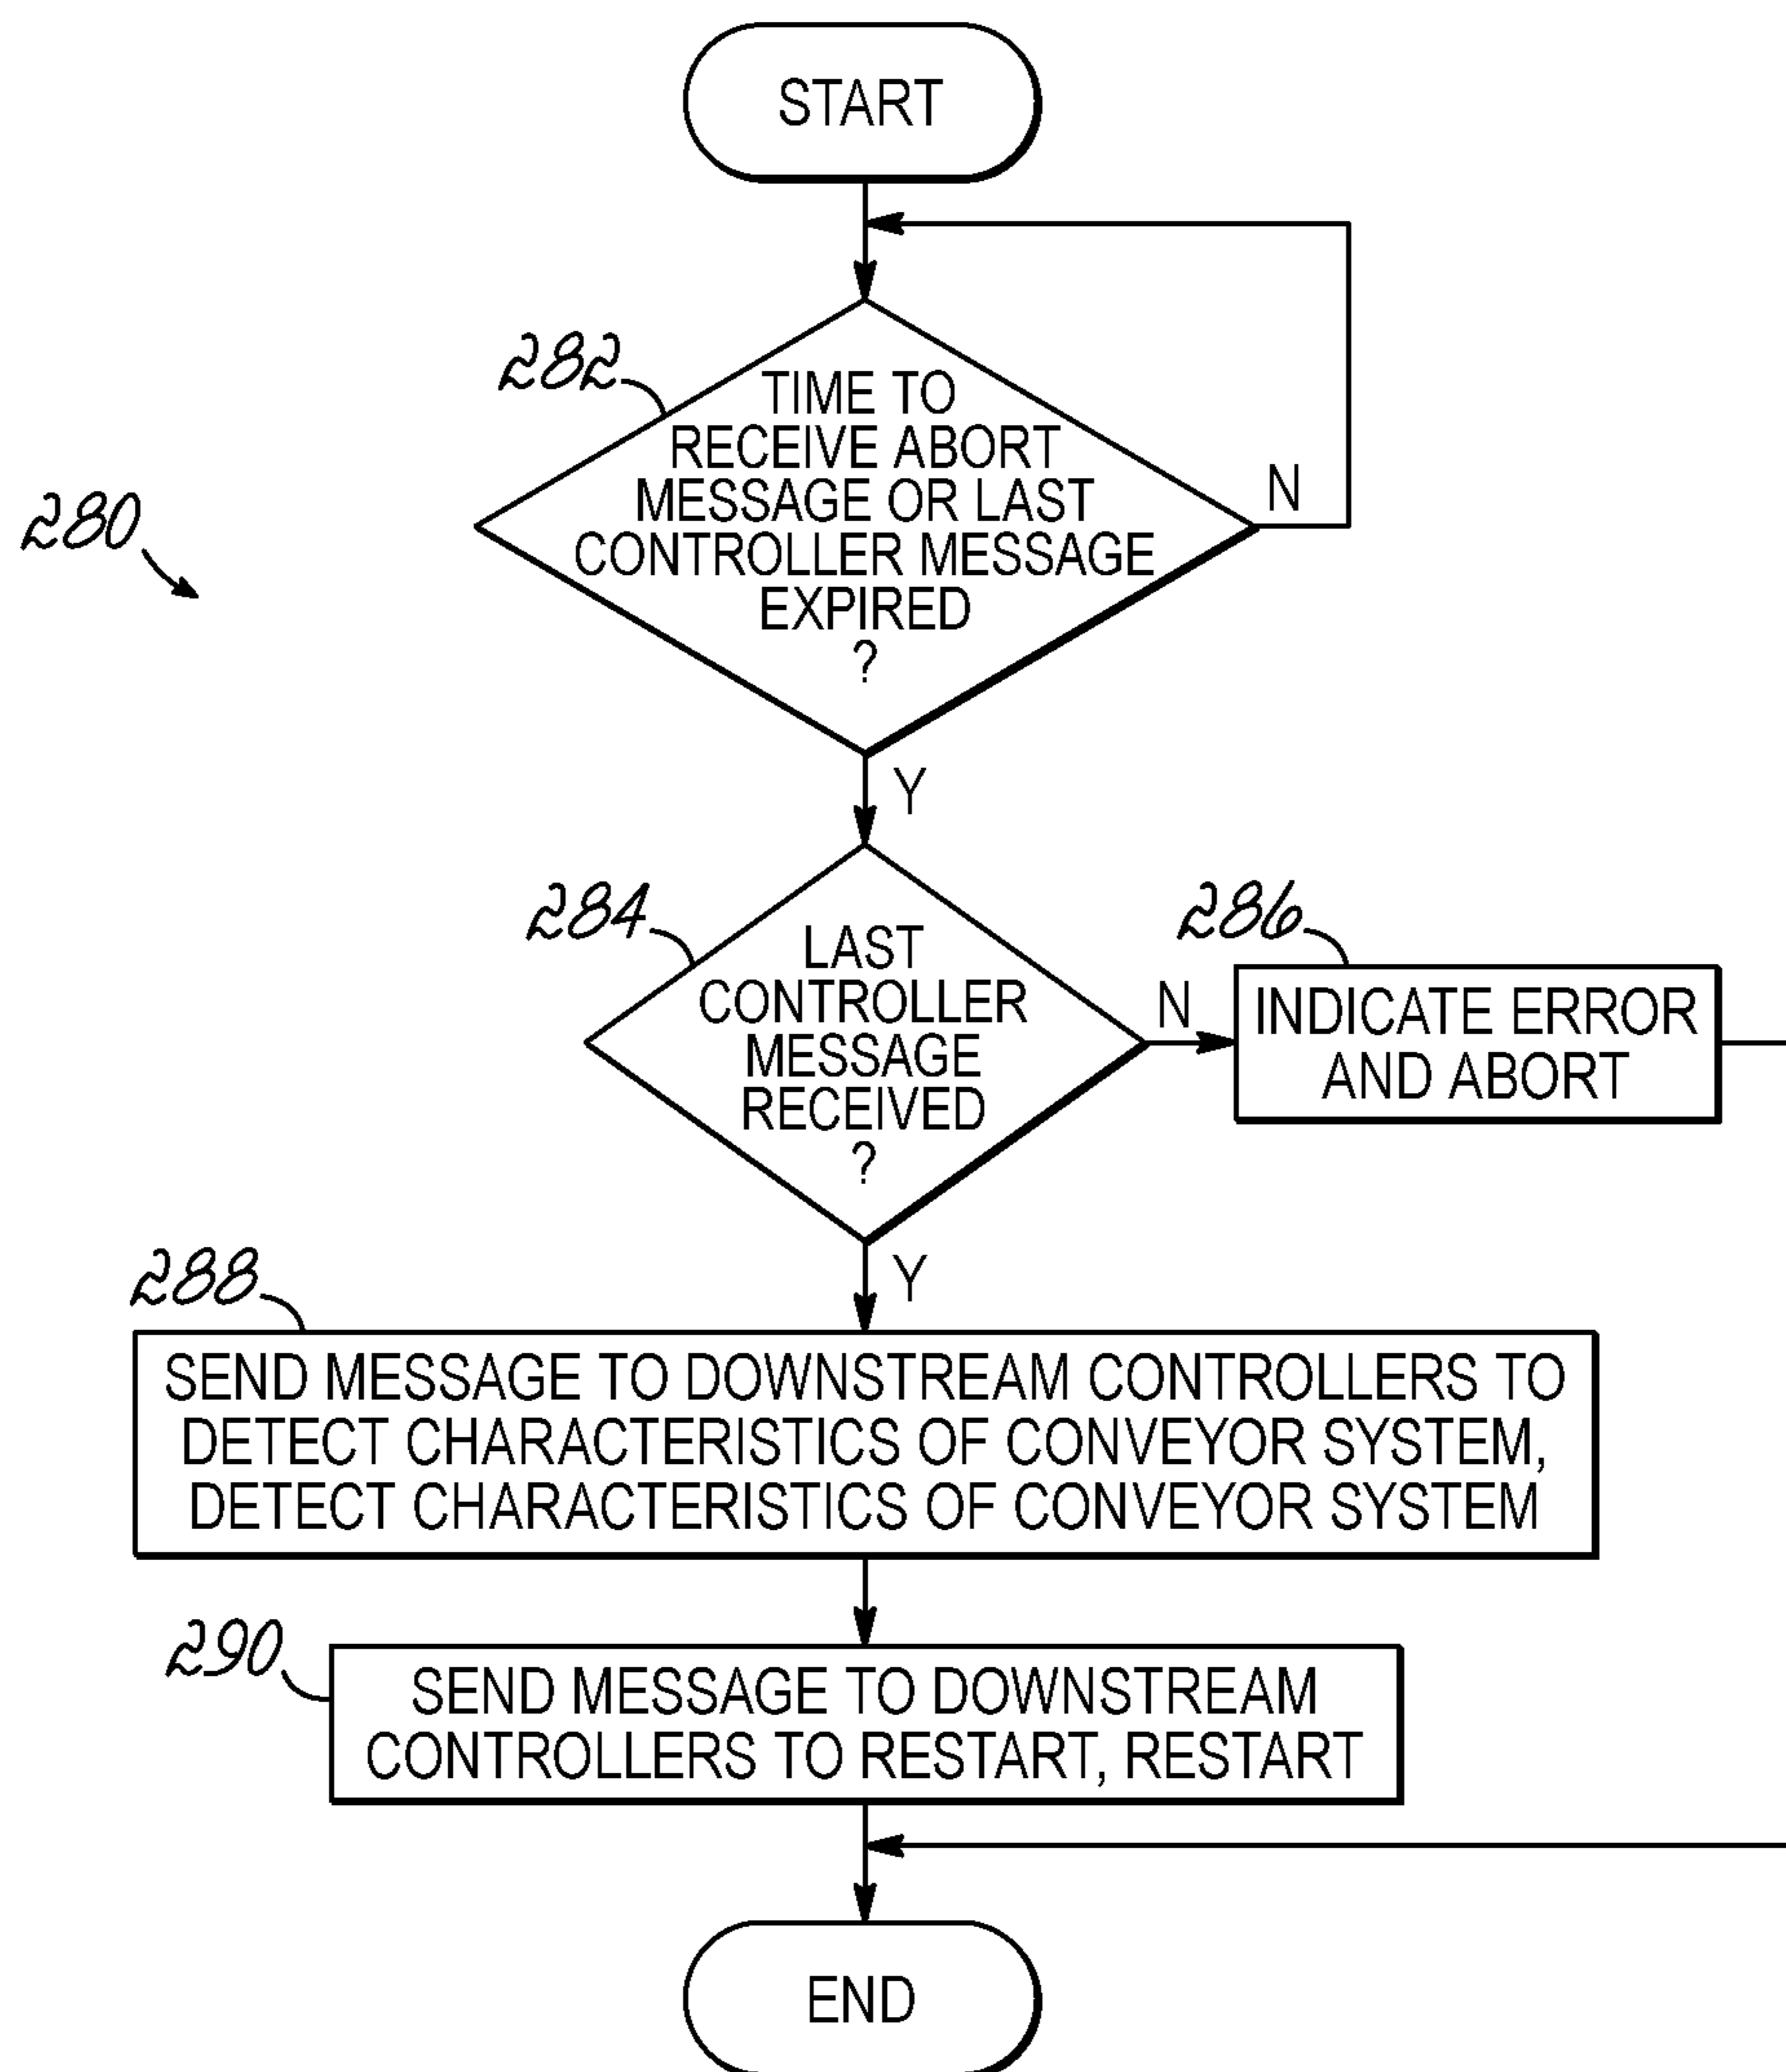 START
282
TIME TO
RECEIVE ABORT
MESSAGE OR LAST
CONTROLLER MESSAGE
EXPIRED
?
N
280
Y
284
LAST
CONTROLLER
MESSAGE
RECEIVED
?
N
286
INDICATE ERROR
AND ABORT
Y
288
SEND MESSAGE TO DOWNSTREAM CONTROLLERS TO
DETECT CHARACTERISTICS OF CONVEYOR SYSTEM,
DETECT CHARACTERISTICS OF CONVEYOR SYSTEM
290
SEND MESSAGE TO DOWNSTREAM
CONTROLLERS TO RESTART, RESTART
END